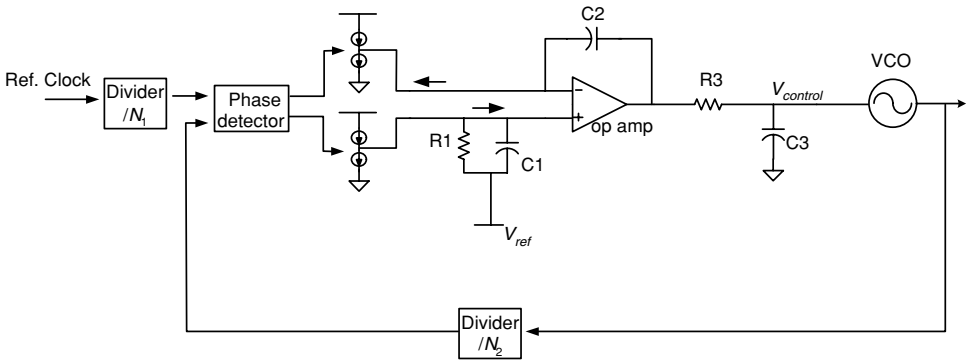 C2
VCO
Ref. Clock
Divider
/N1
Phase
detector
−
+
op amp
R3
Vcontrol
R1
C1
C3
Vref
Divider
/N2